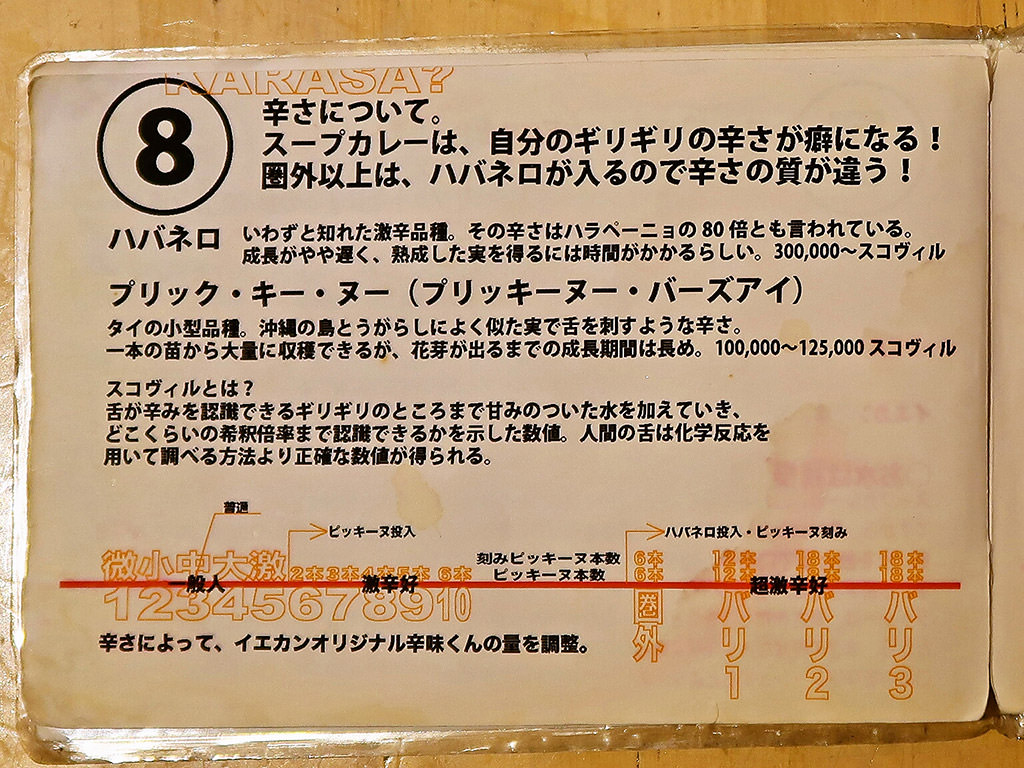 KARASA?
8
辛さについて。
スープカレーは、自分のギリギリの辛さが癖になる！
圏外以上は、ハバネロが入るので辛さの質が違う！
ハバネロ
いわずと知れた激辛品種。その辛さはハラペーニョの80倍とも言われている。
成長がやや遅く、熟成した実を得るには時間がかかるらしい。300,000～スコヴィル
プリック・キー・ヌー（プリッキーヌー・バーズアイ）
タイの小型品種。沖縄の島とうがらしによく似た実で舌を刺すような辛さ。
一本の苗から大量に収穫できるが、花芽が出るまでの成長期間は長め。100,000～125,000スコヴィル
スコヴィルとは？
舌が辛みを認識できるギリギリのところまで甘みのついた水を加えていき、
どこくらいの希釈倍率まで認識できるかを示した数値。人間の舌は化学反応を
用いて調べる方法より正確な数値が得られる。
普通
ピッキーヌ投入
ハバネロ投入・ピッキーヌ刻み
刻みピッキーヌ本数 6本 12本 18本 18本
微小中大激 2本3本4本5本 6本 ピッキーヌ本数 6本 12本 18本 18本
一般人 激辛好 超激辛好
12345678910 圏外 バリ1 バリ2 バリ3
辛さによって、イエカンオリジナル辛味くんの量を調整。